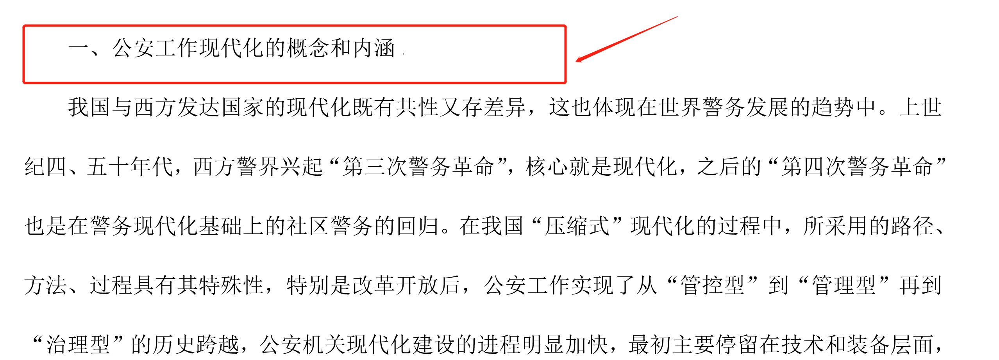 一、公安工作现代化的概念和内涵
我国与西方发达国家的现代化既有共性又存差异，这也体现在世界警务发展的趋势中。上世
纪四、五十年代，西方警界兴起“第三次警务革命”，核心就是现代化，之后的“第四次警务革命”
也是在警务现代化基础上的社区警务的回归。在我国“压缩式”现代化的过程中，所采用的路径、
方法、过程具有其特殊性，特别是改革开放后，公安工作实现了从“管控型”到“管理型”再到
“治理型”的历史跨越，公安机关现代化建设的进程明显加快，最初主要停留在技术和装备层面，